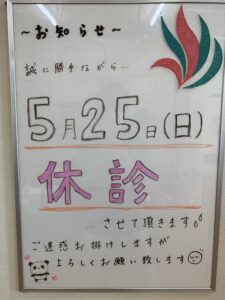 ～お知らせ～
誠に勝手ながら...
5月25日(日)
休診
...させて頂きます
ご迷惑お掛けしますが
よろしくお願い致します